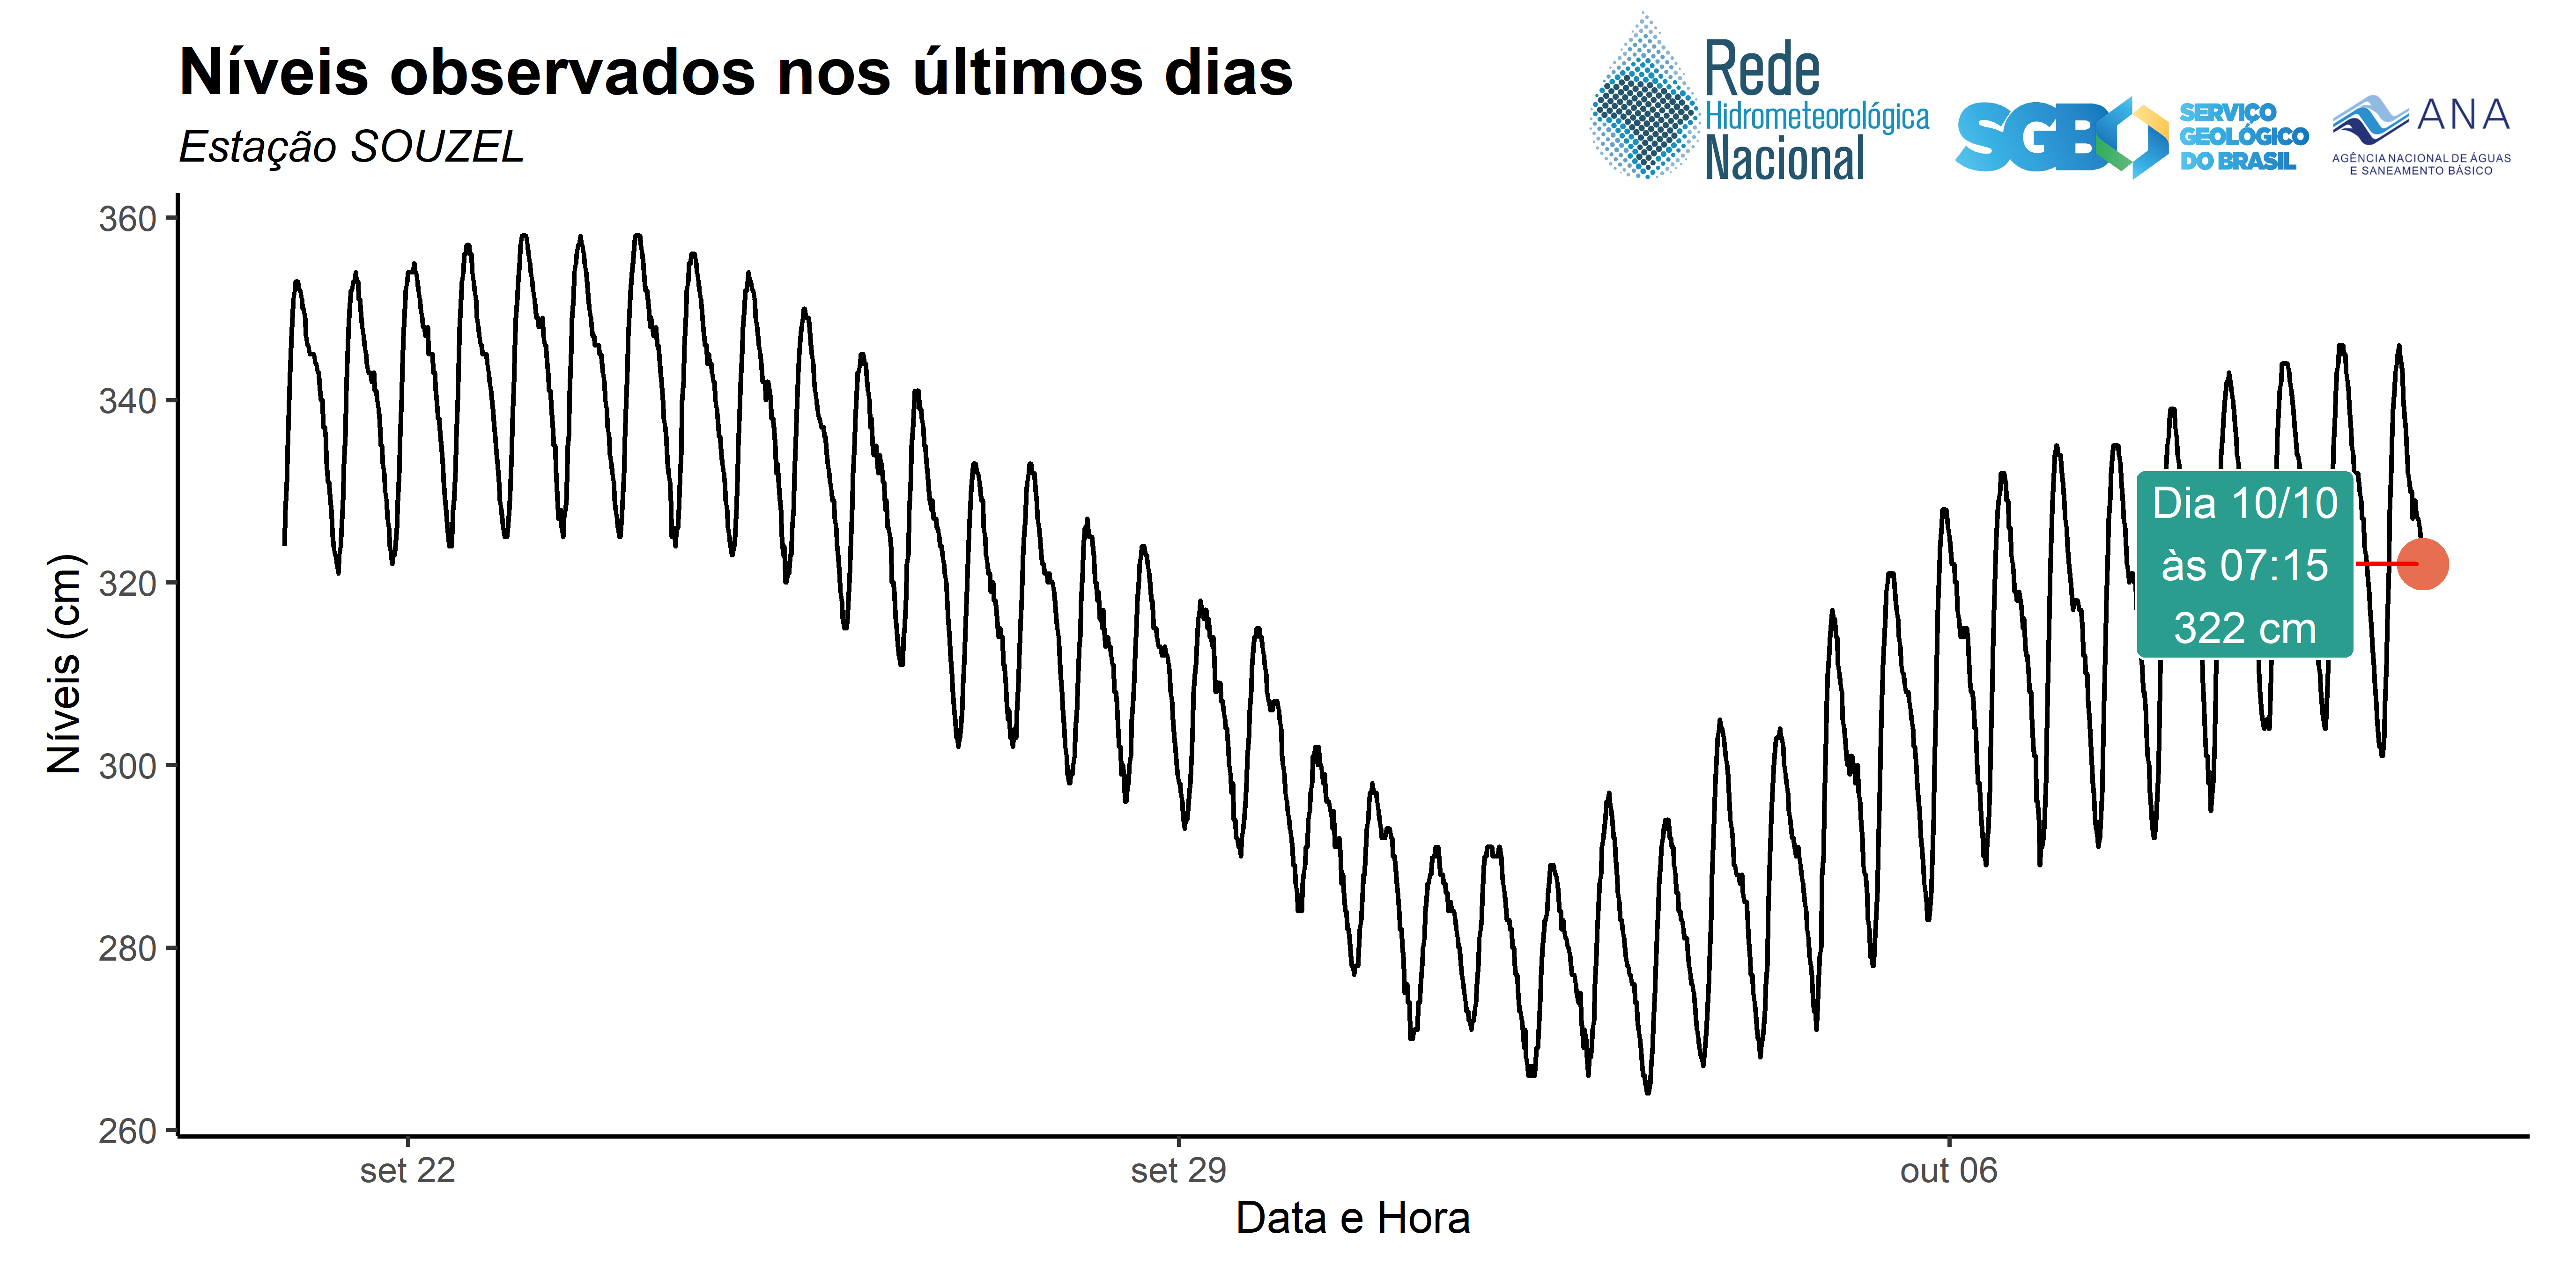 Níveis observados nos últimos dias
Estação SOUZEL
Rede
Hidrometeorológica
Nacional
SGB
SERVIÇO
GEOLÓGICO
DO BRASIL
ANA
AGÊNCIA NACIONAL DE ÁGUAS
E SANEAMENTO BÁSICO
Níveis (cm)
360
340
320
300
280
260
Dia 10/10
às 07:15
322 cm
set 22
set 29
out 06
Data e Hora